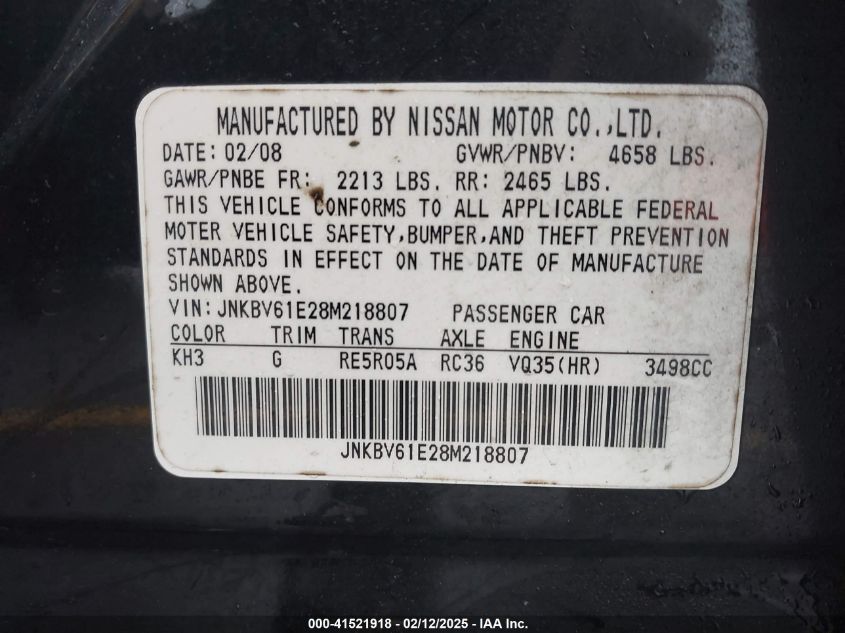 MANUFACTURED BY NISSAN MOTOR CO.,LTD.
DATE: 02/08 GVWR/PNBV: 4658 LBS.
GAWR/PNBE FR: 2213 LBS. RR: 2465 LBS.
THIS VEHICLE CONFORMS TO ALL APPLICABLE FEDERAL
MOTER VEHICLE SAFETY,BUMPER,AND THEFT PREVENTION
STANDARDS IN EFFECT ON THE DATE OF MANUFACTURE
SHOWN ABOVE.
VIN:JNKBV61E28M218807 PASSENGER CAR
COLOR TRIM TRANS AXLE ENGINE
KH3 G RE5R05A RC36 VQ35(HR) 3498CC
JNKBV61E28M218807
000-41521918 - 02/12/2025 - IAA Inc.